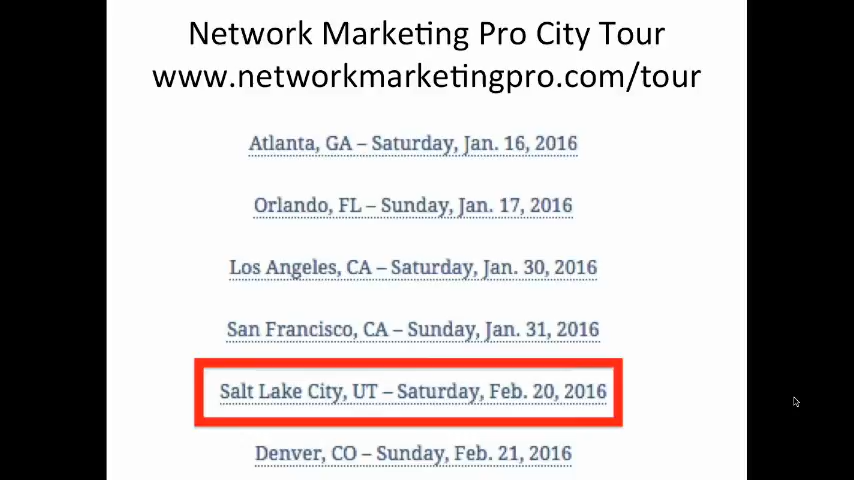 Network Marketing Pro City Tour
www.networkmarketingpro.com/tour
Atlanta, GA – Saturday, Jan. 16, 2016
Orlando, FL – Sunday, Jan. 17, 2016
Los Angeles, CA – Saturday, Jan. 30, 2016
San Francisco, CA – Sunday, Jan. 31, 2016
Salt Lake City, UT – Saturday, Feb. 20, 2016
Denver, CO – Sunday, Feb. 21, 2016